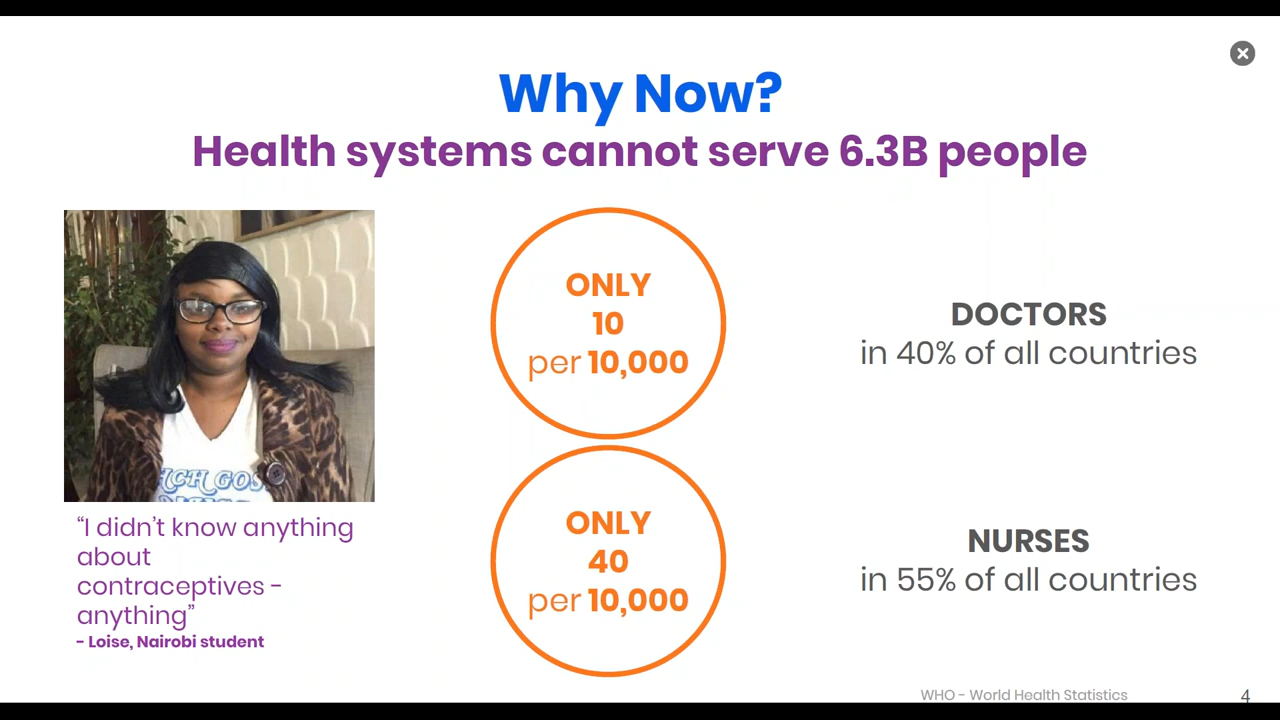 Why Now?
Health systems cannot serve 6.3B people
“I didn’t know anything
about
contraceptives -
anything”
- Loise, Nairobi student
ONLY
10
per 10,000
DOCTORS
in 40% of all countries
ONLY
40
per 10,000
NURSES
in 55% of all countries
WHO - World Health Statistics
4